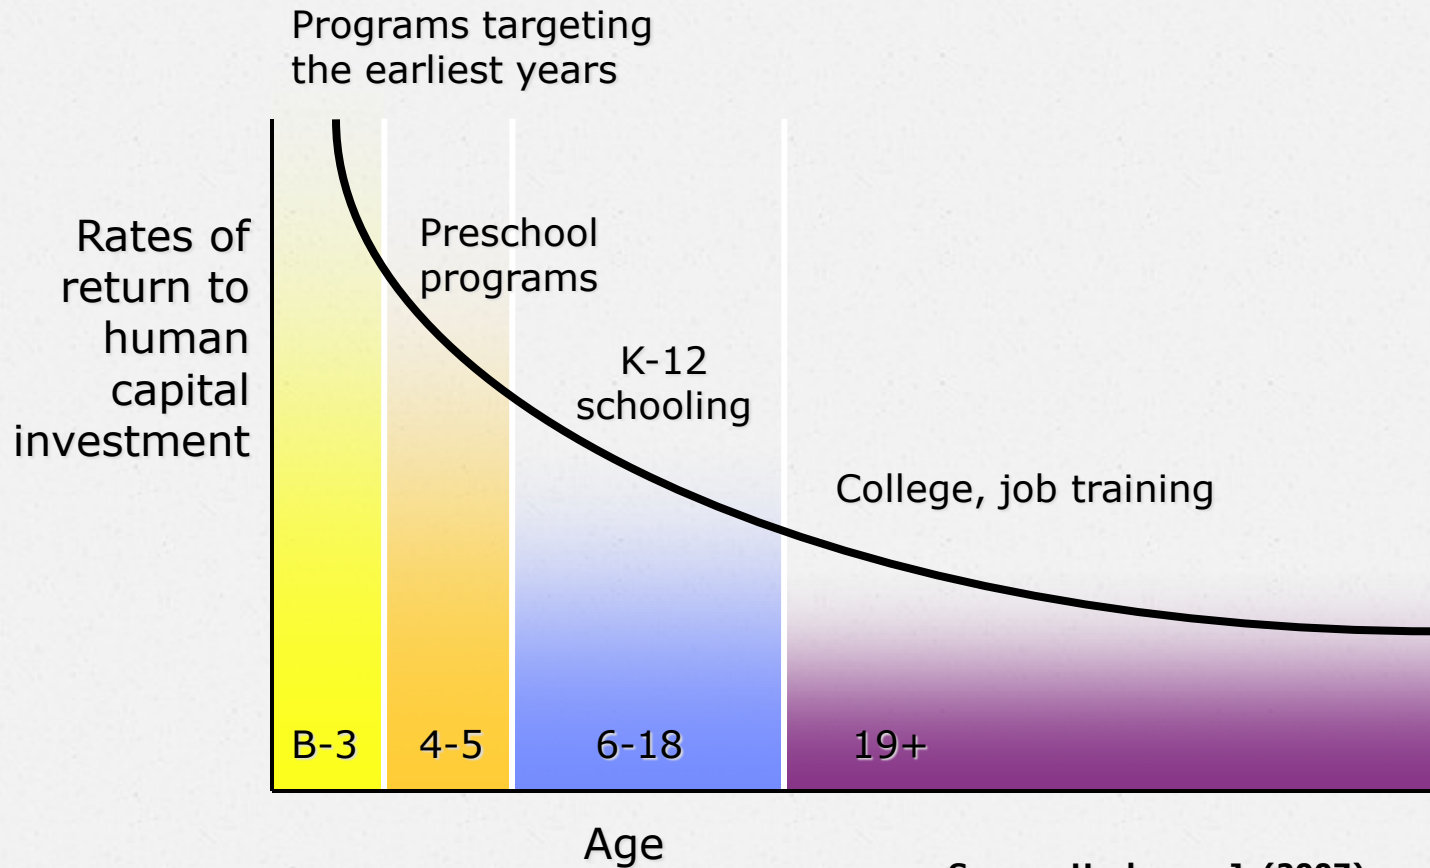 Programs targeting
the earliest years
Rates of
return to
human
capital
investment
Preschool
programs
K-12
schooling
College, job training
B-3
4-5
6-18
19+
Age